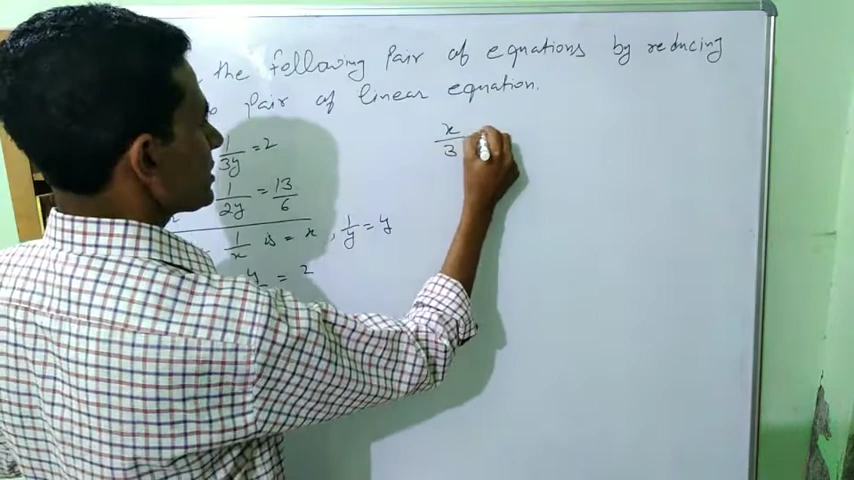 the following Pair of equations by reducing
Pair of linear equation.
1/3y = 2
1/2y = 13/6
1/x is = x , 1/y = y
y = 2
x/3